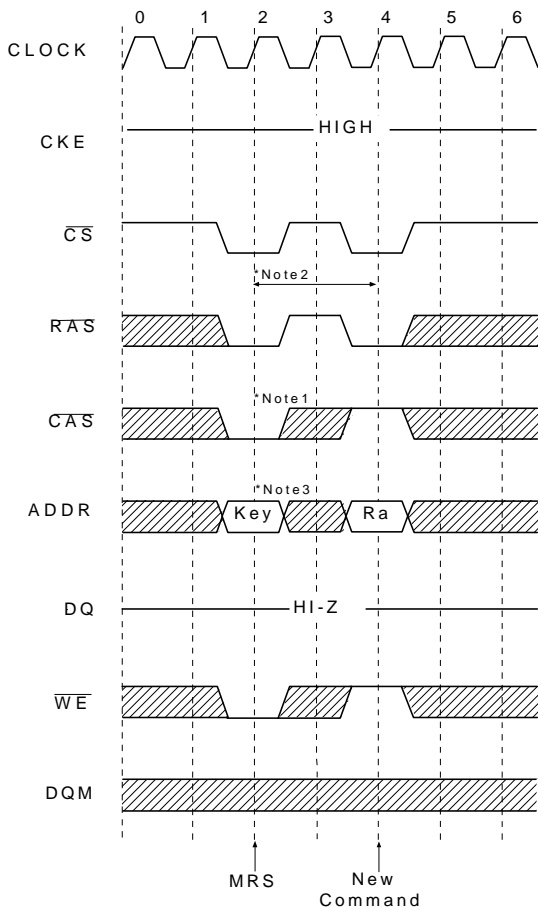 0 1 2 3 4 5 6
CLOCK
HIGH
CKE
CS
*Note2
RAS
*Note1
CAS
*Note3
ADDR
Key
Ra
DQ
HI-Z
WE
DQM
MRS
New
Command